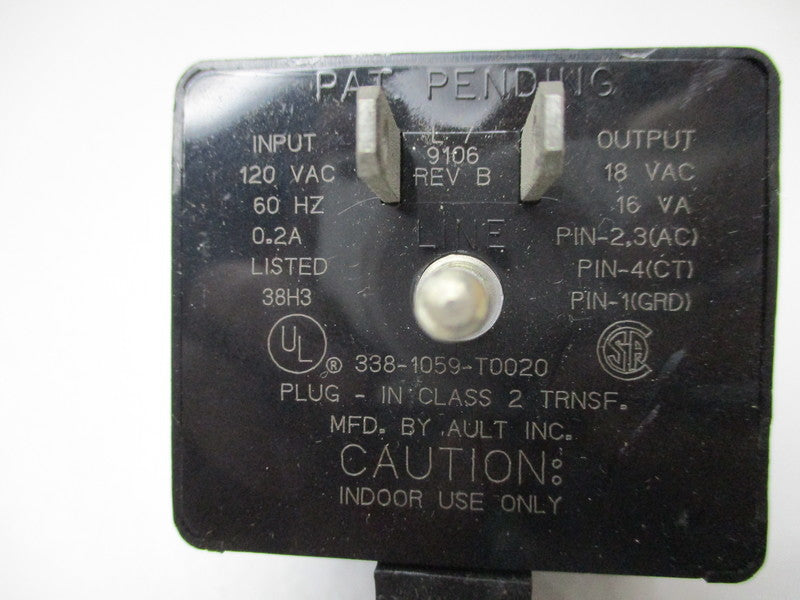 PAT. PENDING
L 7
9106
REV B
LINE
INPUT
120 VAC
60 HZ
0.2A
LISTED
38H3
OUTPUT
18 VAC
16 VA
PIN-2,3(AC)
PIN-4(CT)
PIN-1(GRD)
UL ® 338-1059-T0020
PLUG - IN CLASS 2 TRNSF.
MFD. BY AULT INC.
CAUTION:
INDOOR USE ONLY